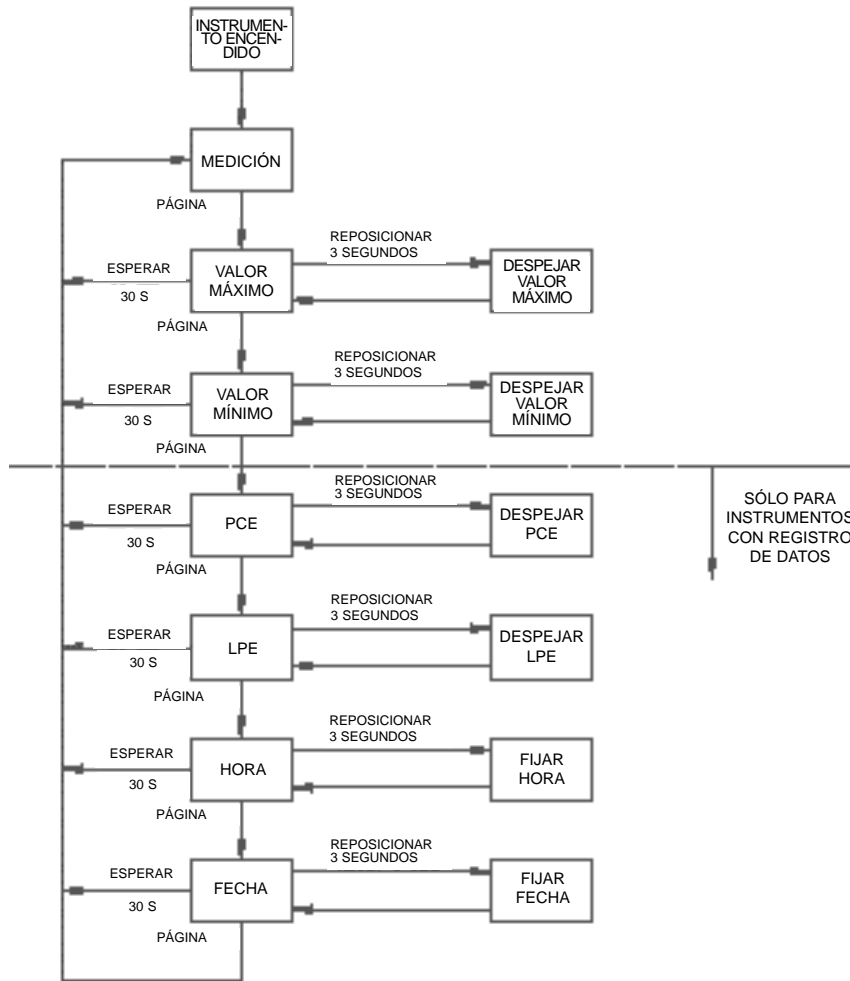 INSTRUMEN-
TO ENCEN-
DIDO
MEDICIÓN
PÁGINA
REPOSICIONAR
3 SEGUNDOS
ESPERAR
30 S
VALOR
MÁXIMO
DESPEJAR
VALOR
MÁXIMO
PÁGINA
REPOSICIONAR
3 SEGUNDOS
ESPERAR
30 S
VALOR
MÍNIMO
DESPEJAR
VALOR
MÍNIMO
PÁGINA
REPOSICIONAR
3 SEGUNDOS
ESPERAR
30 S
PCE
DESPEJAR
PCE
SÓLO PARA
INSTRUMENTOS
CON REGISTRO
DE DATOS
PÁGINA
REPOSICIONAR
3 SEGUNDOS
ESPERAR
30 S
LPE
DESPEJAR
LPE
PÁGINA
REPOSICIONAR
3 SEGUNDOS
ESPERAR
30 S
HORA
FIJAR
HORA
PÁGINA
REPOSICIONAR
3 SEGUNDOS
ESPERAR
30 S
FECHA
FIJAR
FECHA
PÁGINA